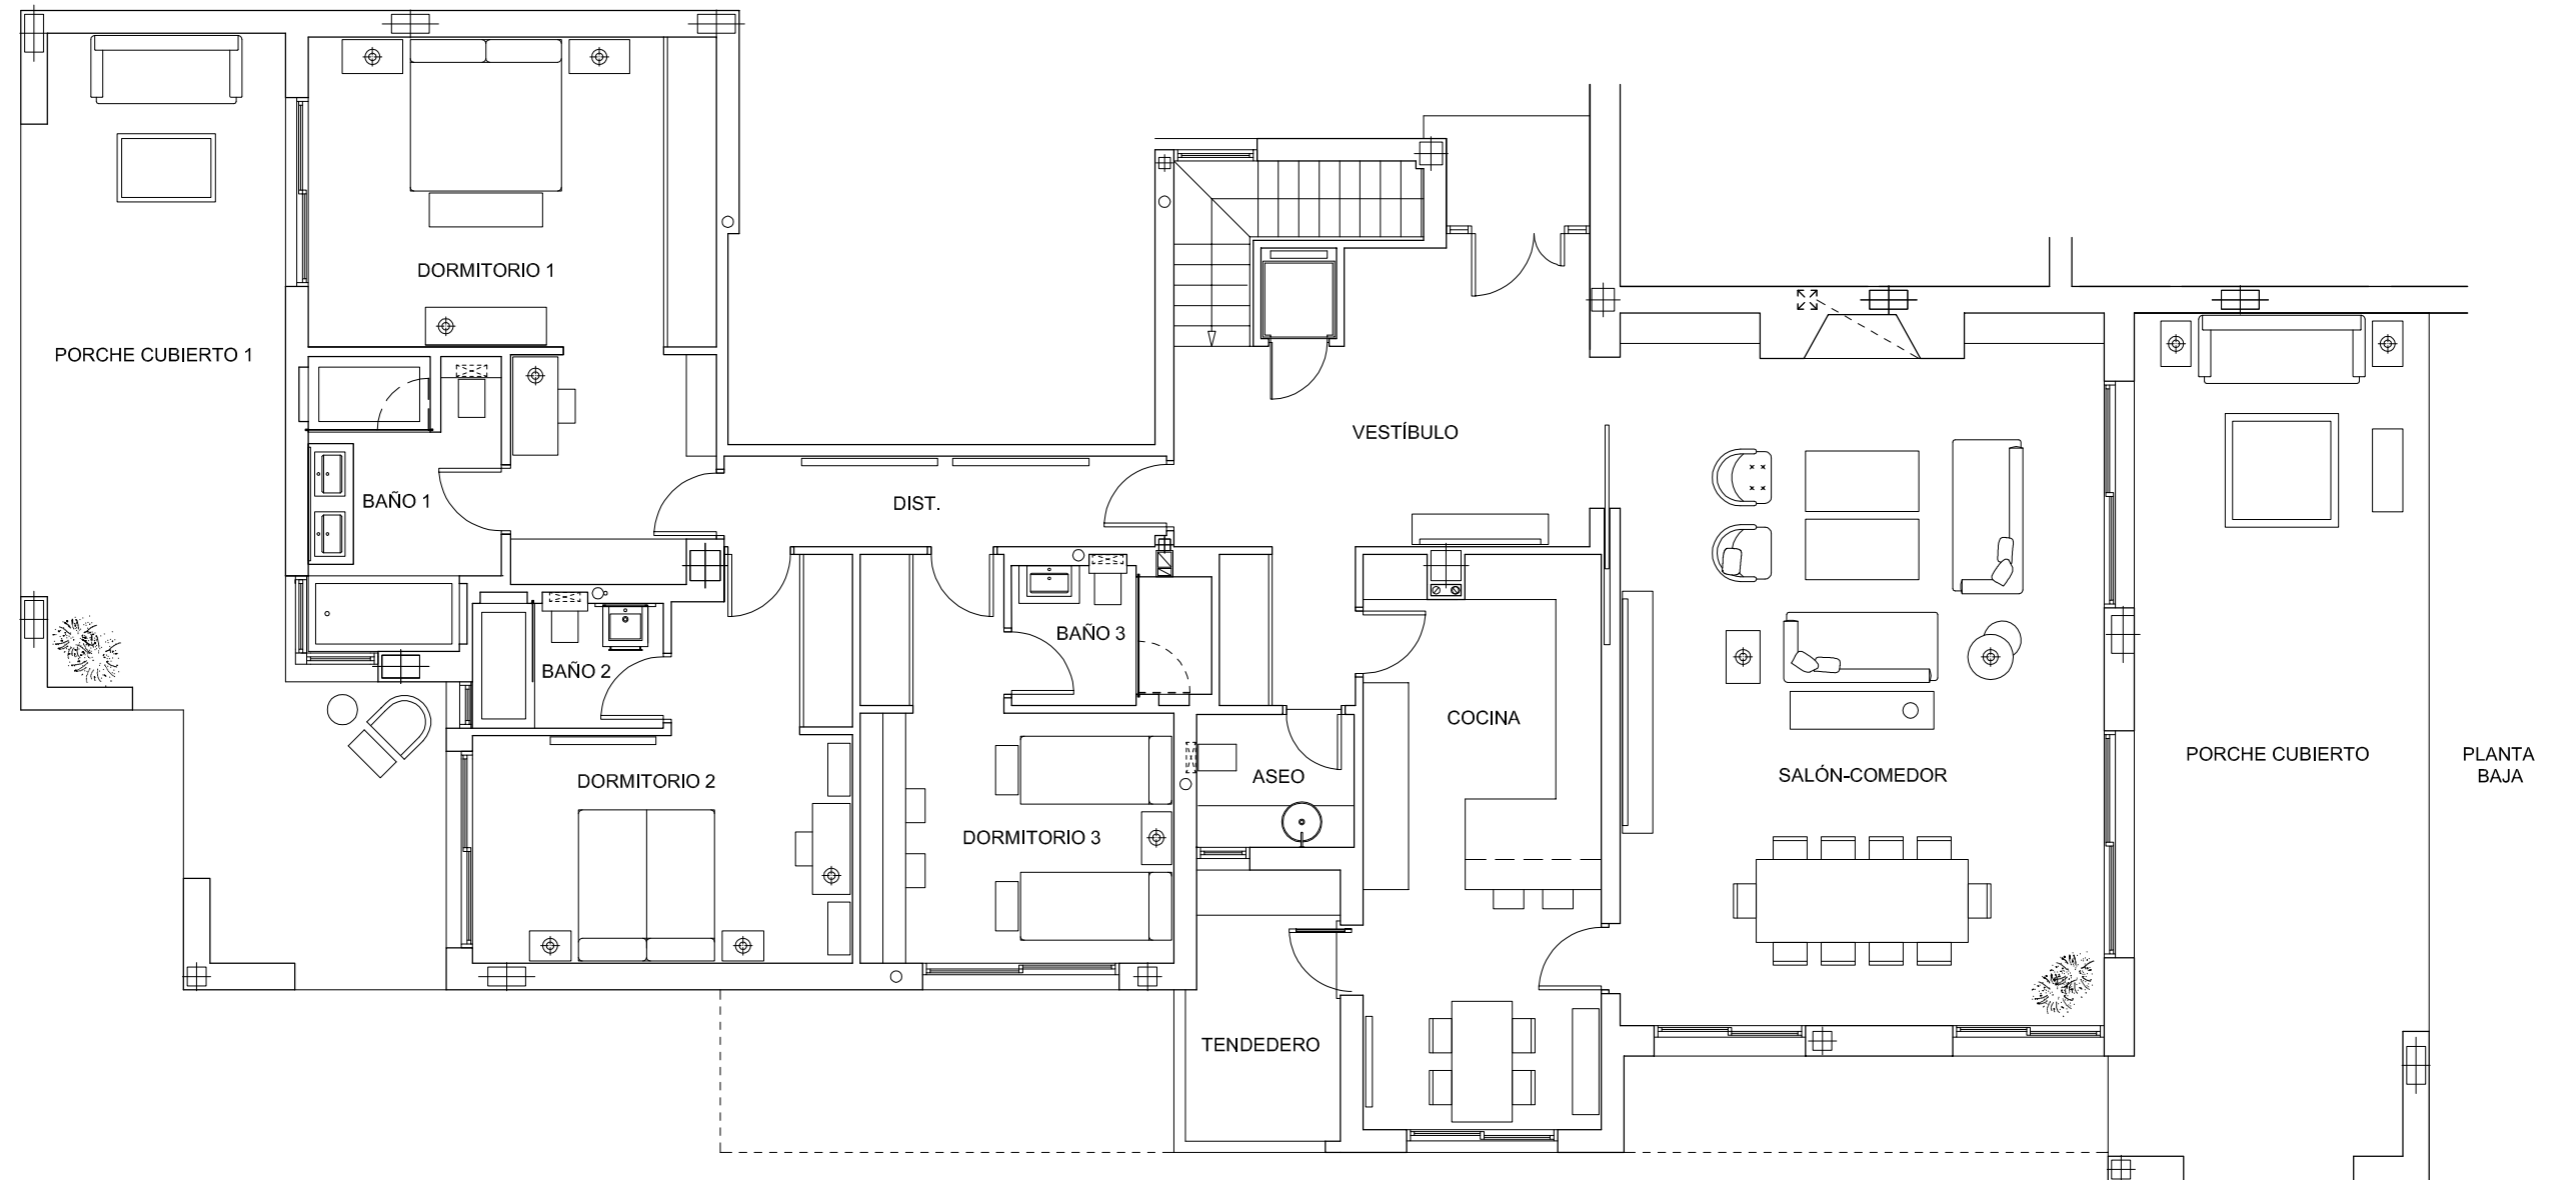 DORMITORIO 1
PORCHE CUBIERTO 1
VESTÍBULO
BAÑO 1
DIST.
BAÑO 3
BAÑO 2
COCINA
PORCHE CUBIERTO
PLANTA
BAJA
SALÓN-COMEDOR
ASEO
DORMITORIO 2
DORMITORIO 3
TENDEDERO